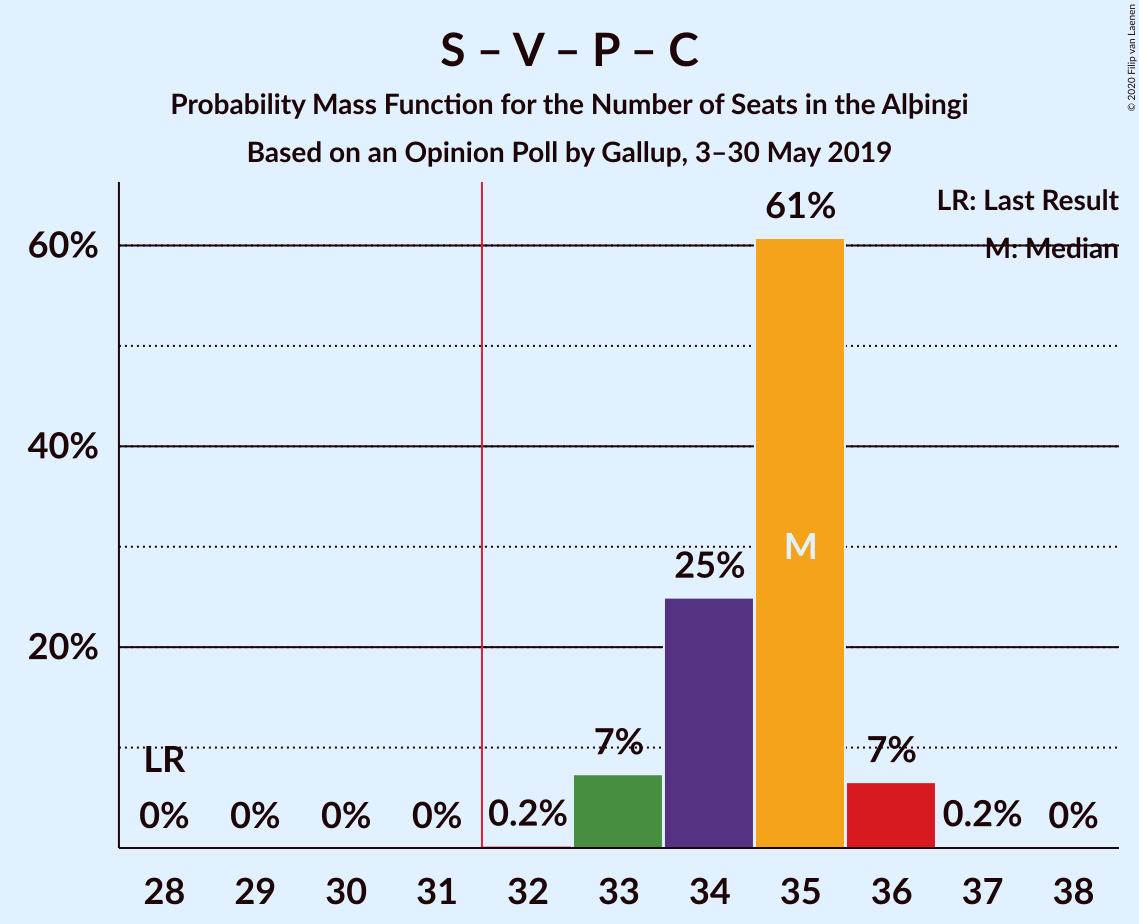 S – V – P – C
Probability Mass Function for the Number of Seats in the Alþingi
Based on an Opinion Poll by Gallup, 3–30 May 2019
© 2020 Filip van Laenen
LR: Last Result
M: Median
61%
60%
40%
M
25%
20%
7%
7%
LR
0%
0%
0%
0%
0.2%
0.2%
0%
28 29 30 31 32 33 34 35 36 37 38